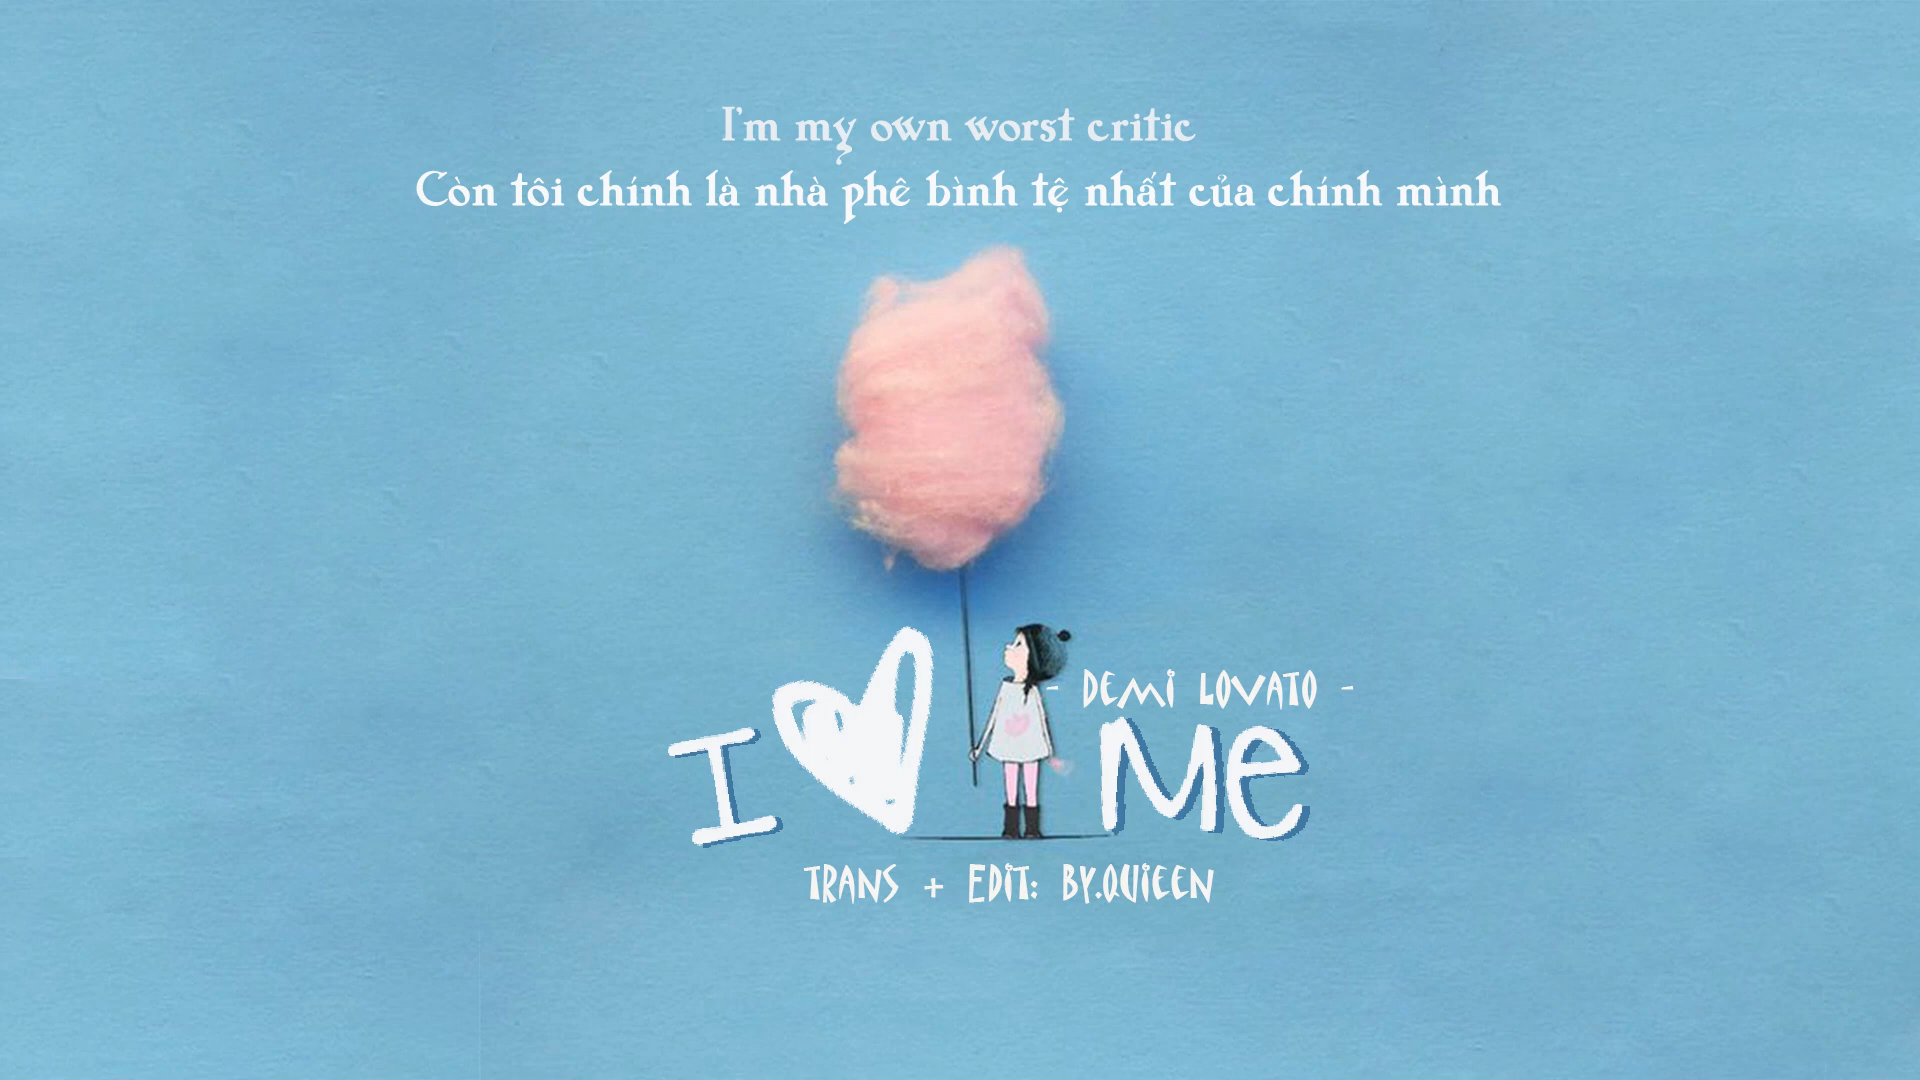 I'm my own worst critic
Còn tôi chính là nhà phê bình tệ nhất của chính mình
- DEMI LOVATO -
I Me
TRANS + EDIT: BY.QUIEEN